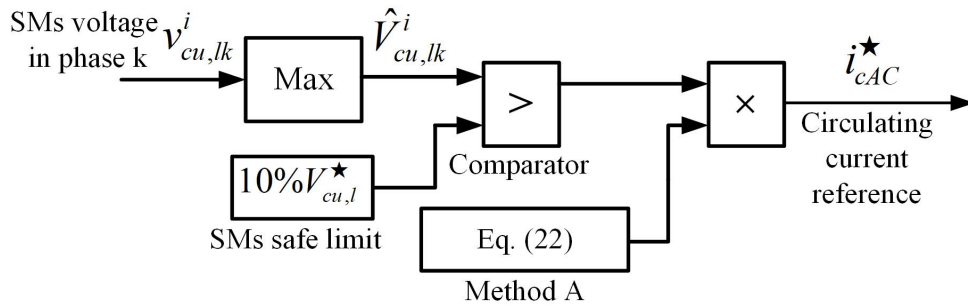 SMs voltage
in phase k
v^i_{cu,lk}
Max
\hat{V}^i_{cu,lk}
>
Comparator
×
i^★_{cAC}
Circulating
current
reference
10%V^★_{cu,l}
SMs safe limit
Eq. (22)
Method A